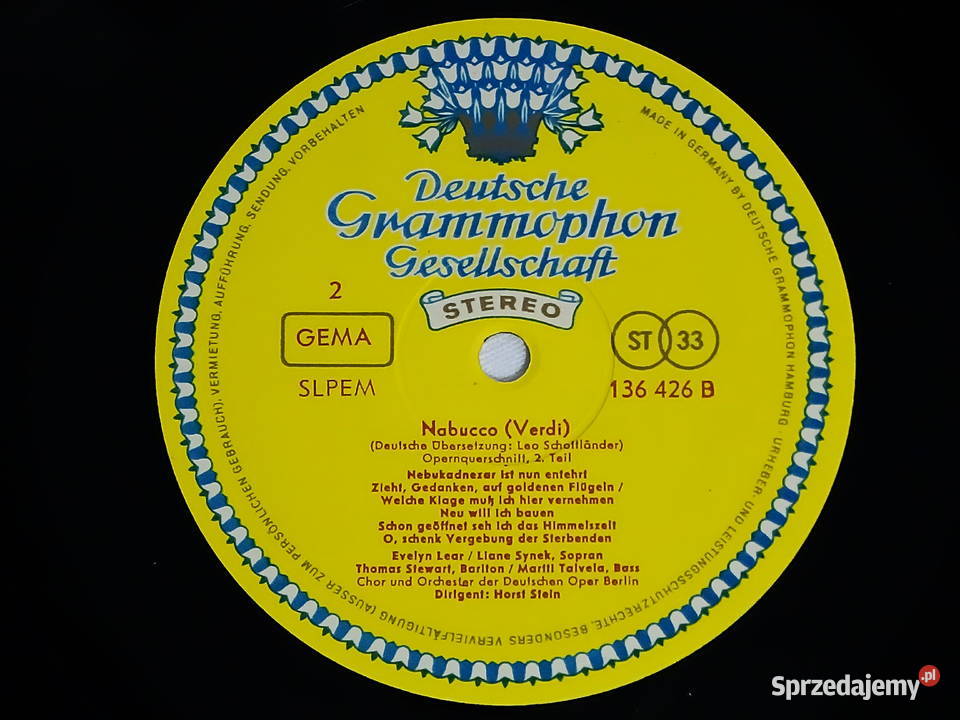 Deutsche
Grammophon
Gesellschaft
STEREO
2
GEMA
SLPEM
ST 33
136 426 B
Nabucco (Verdi)
(Deutsche Übersetzung: Leo Schottländer)
Opernquerschnitt, 2. Teil
Nebukadnezar ist nun entehrt
Zieht, Gedanken, auf goldenen Flügeln /
Welche Klage muß ich hier vernehmen
Neu will ich bauen
Schon geöffnet seh ich das Himmelszelt
O, schenk Vergebung der Sterbenden
Evelyn Lear / Liane Synek, Sopran
Thomas Stewart, Bariton / Martti Talvela, Bass
Chor und Orchester der Deutschen Oper Berlin
Dirigent: Horst Stein
MADE IN GERMANY BY DEUTSCHE GRAMMOPHON HAMBURG · URHEBER- UND LEISTUNGSSCHUTZRECHTE, BESONDERS VERVIELFÄLTIGUNG (AUSSER ZUM PERSÖNLICHEN GEBRAUCH), VERMIETUNG, AUFFÜHRUNG, SENDUNG, VORBEHALTEN
Sprzedajemy.pl